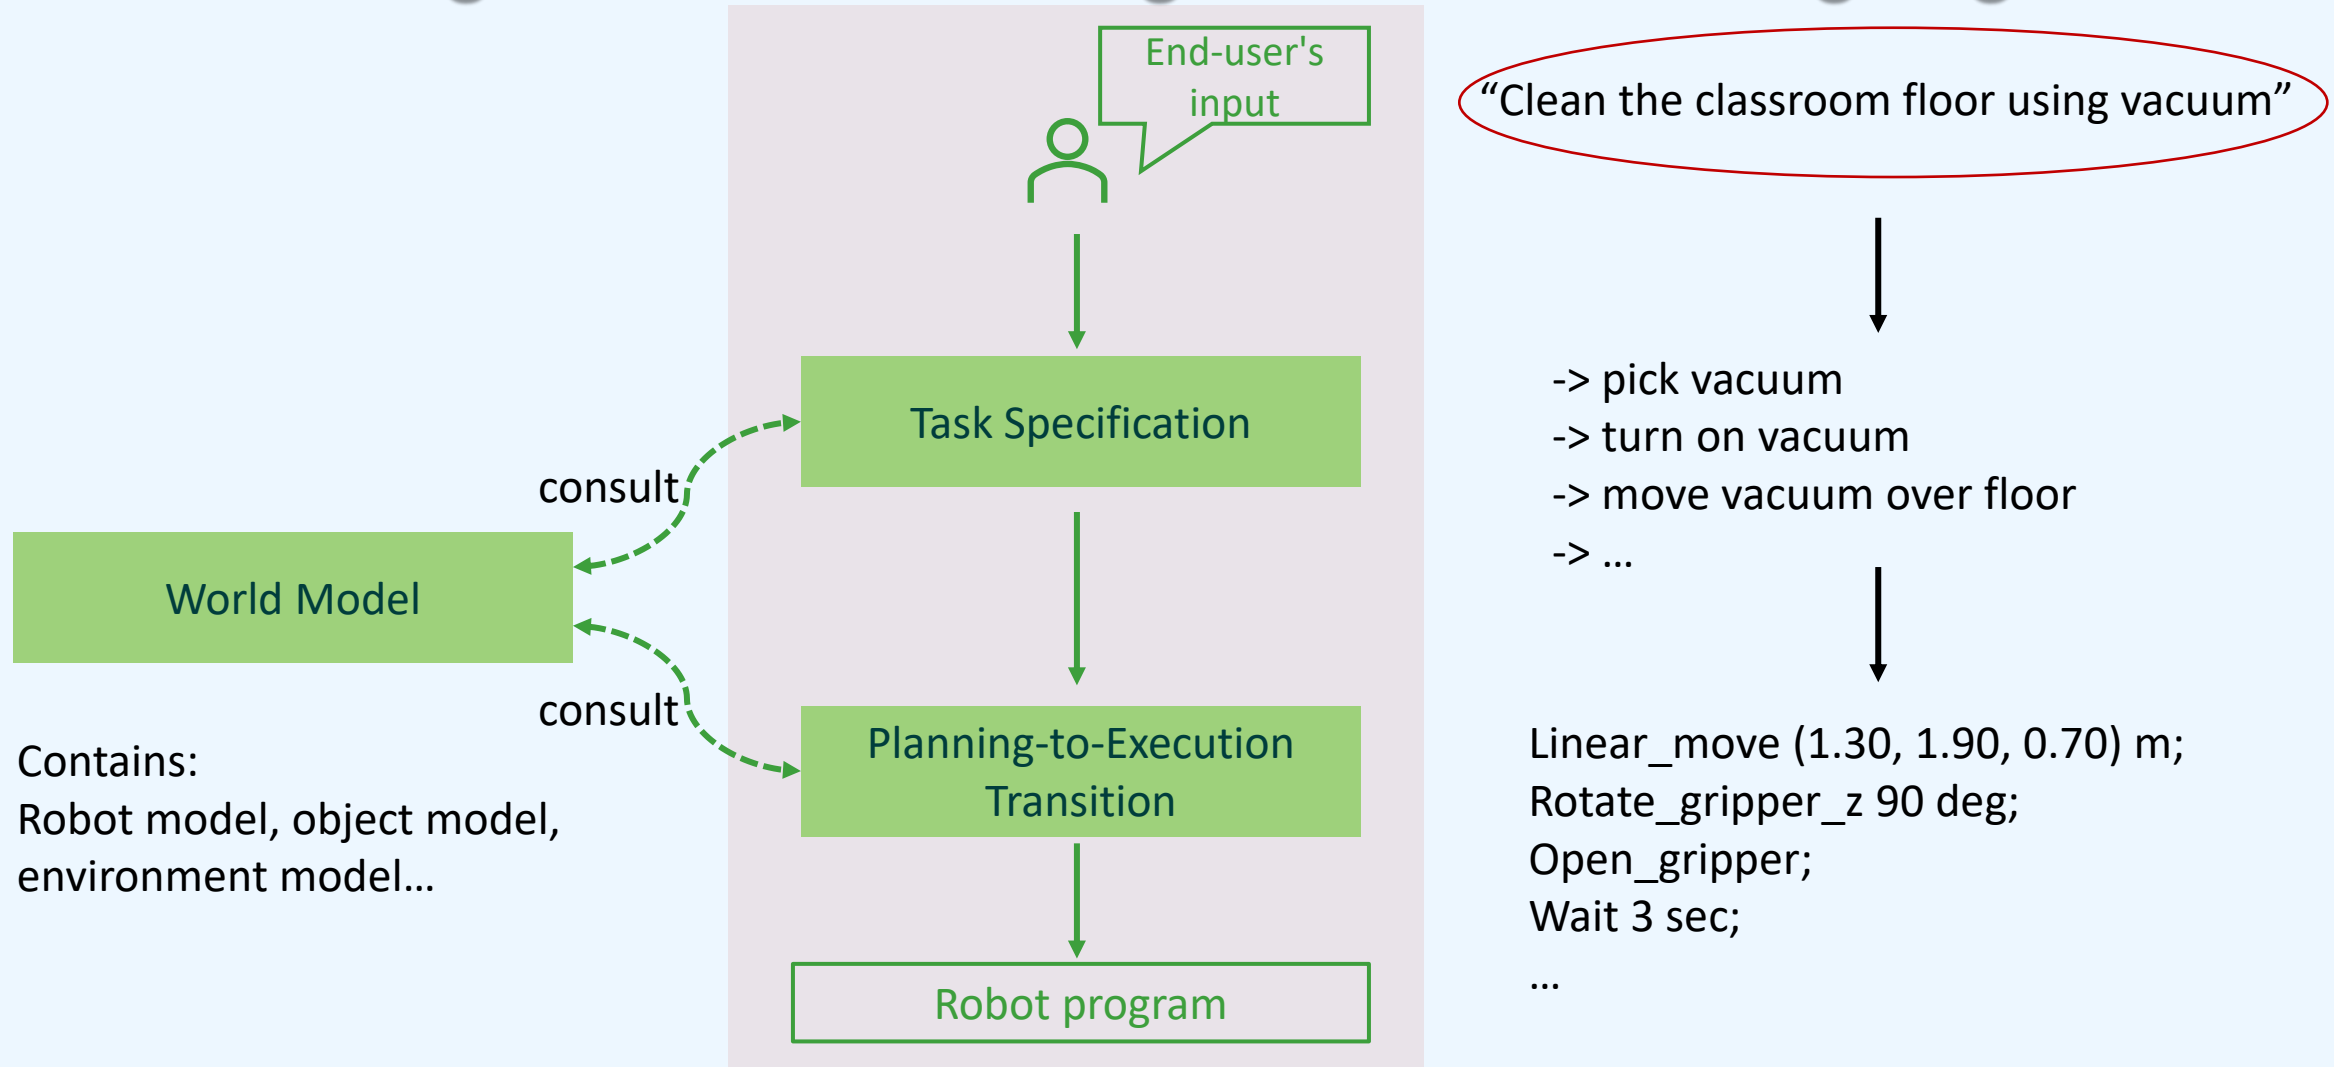 End-user's
input
“Clean the classroom floor using vacuum”
-> pick vacuum
-> turn on vacuum
-> move vacuum over floor
-> …
Task Specification
consult
World Model
consult
Planning-to-Execution
Transition
Contains:
Robot model, object model,
environment model…
Linear_move (1.30, 1.90, 0.70) m;
Rotate_gripper_z 90 deg;
Open_gripper;
Wait 3 sec;
…
Robot program